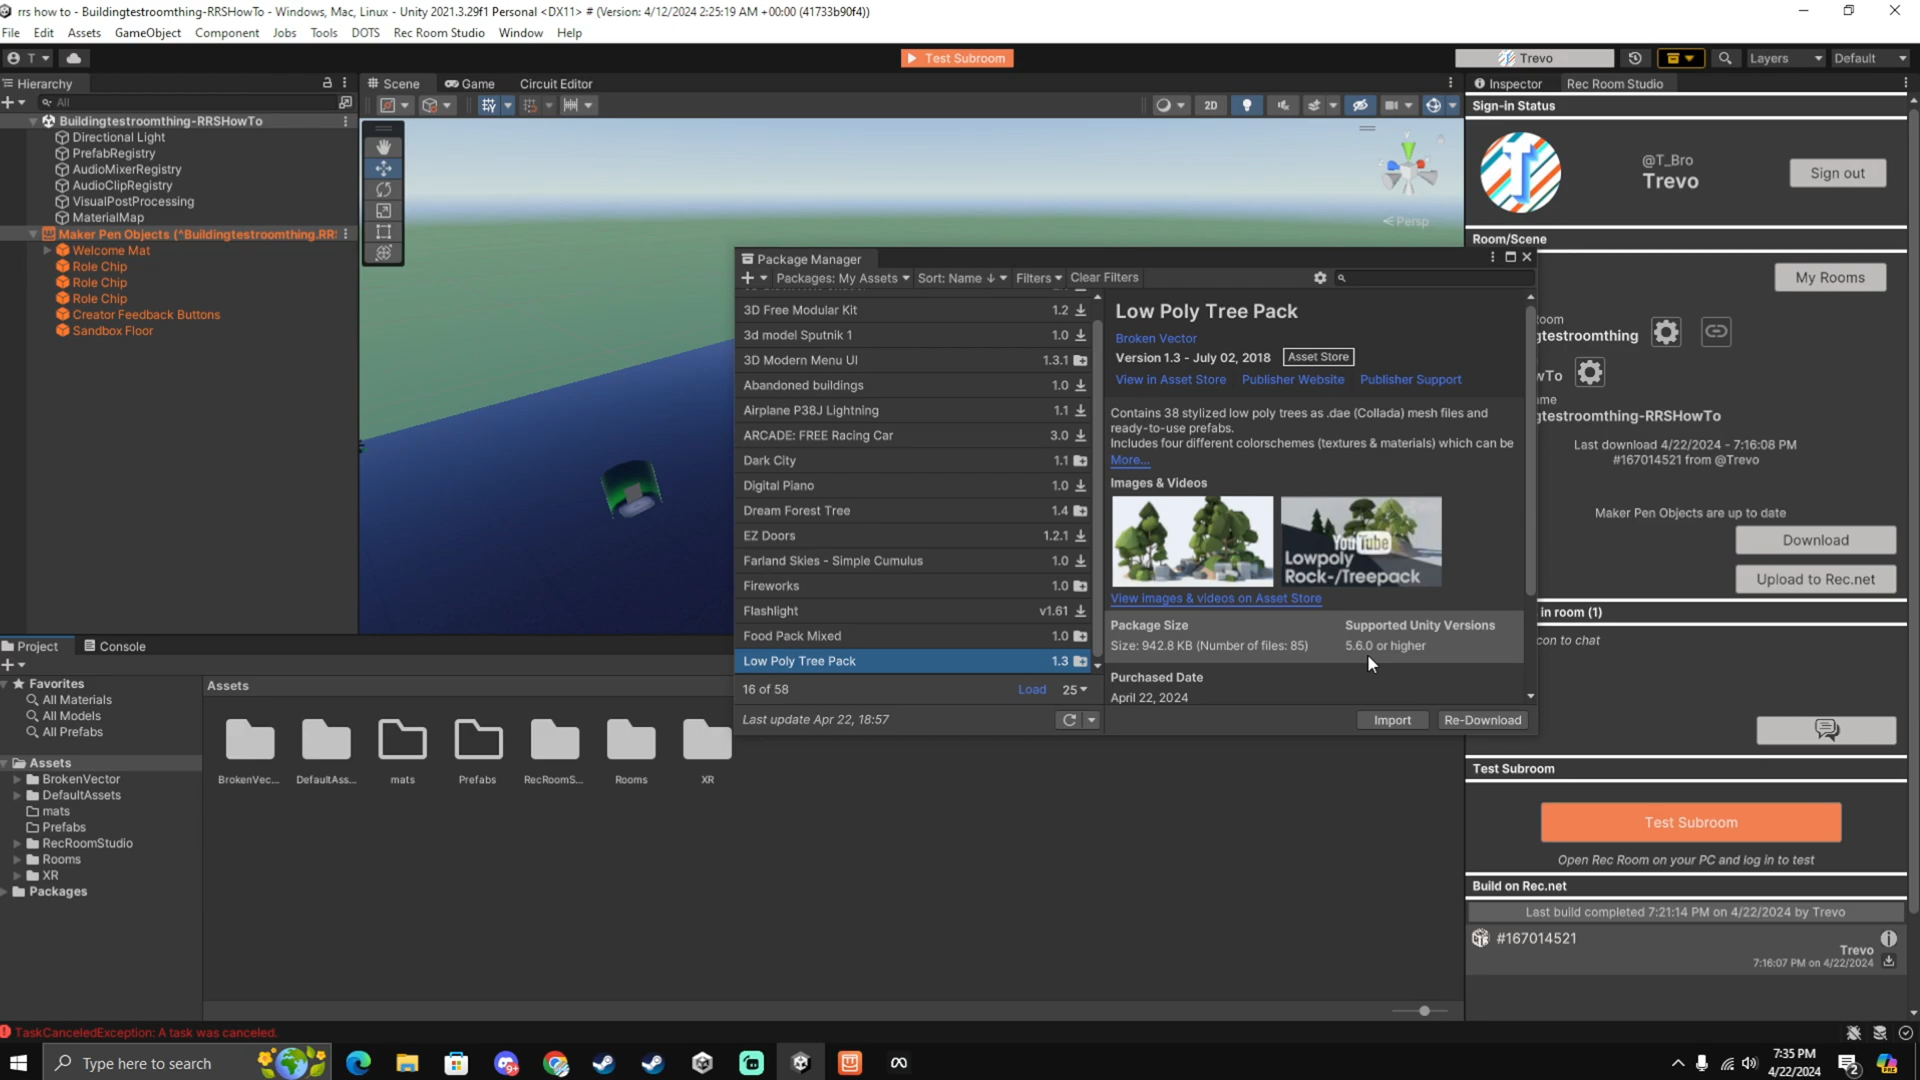 rrs how to - Buildingtestroomthing-RRSHowTo - Windows, Mac, Linux - Unity 2021.3.29f1 Personal <DX11> # (Version: 4/12/2024 2:25:19 AM +00:00 (41733b90f4))
File Edit Assets GameObject Component Jobs Tools DOTS Rec Room Studio Window Help
T Test Subroom Trevo Layers Default
Hierarchy Scene Game Circuit Editor Inspector Rec Room Studio
All 2D
Sign-in Status
Buildingtestroomthing-RRSHowTo
Directional Light
PrefabRegistry
AudioMixerRegistry
AudioClipRegistry
VisualPostProcessing
MaterialMap
Maker Pen Objects (^Buildingtestroomthing.RR
Welcome Mat
Role Chip
Role Chip
Role Chip
Creator Feedback Buttons
Sandbox Floor
Persp
@T_Bro
Trevo
Sign out
Room/Scene
My Rooms
oom
gtestroomthing
wTo
me
gtestroomthing-RRSHowTo
Last download 4/22/2024 - 7:16:08 PM
#167014521 from @Trevo
Maker Pen Objects are up to date
Download
Upload to Rec.net
in room (1)
con to chat
Test Subroom
Test Subroom
Open Rec Room on your PC and log in to test
Build on Rec.net
Last build completed 7:21:14 PM on 4/22/2024 by Trevo
#167014521
Trevo
7:16:07 PM on 4/22/2024
Package Manager
Packages: My Assets Sort: Name ↓ Filters Clear Filters
3D Free Modular Kit 1.2
3d model Sputnik 1 1.0
3D Modern Menu UI 1.3.1
Abandoned buildings 1.0
Airplane P38J Lightning 1.1
ARCADE: FREE Racing Car 3.0
Dark City 1.1
Digital Piano 1.0
Dream Forest Tree 1.4
EZ Doors 1.2.1
Farland Skies - Simple Cumulus 1.0
Fireworks 1.0
Flashlight v1.61
Food Pack Mixed 1.0
Low Poly Tree Pack 1.3
16 of 58 Load 25
Last update Apr 22, 18:57
Low Poly Tree Pack
Broken Vector
Version 1.3 - July 02, 2018 Asset Store
View in Asset Store Publisher Website Publisher Support
Contains 38 stylized low poly trees as .dae (Collada) mesh files and
ready-to-use prefabs.
Includes four different colorschemes (textures & materials) which can be
More...
Images & Videos
YouTube
Lowpoly
Rock-/Treepack
View images & videos on Asset Store
Package Size Supported Unity Versions
Size: 942.8 KB (Number of files: 85) 5.6.0 or higher
Purchased Date
April 22, 2024
Import Re-Download
Project Console
Favorites
All Materials
All Models
All Prefabs
Assets
BrokenVector
DefaultAssets
mats
Prefabs
RecRoomStudio
Rooms
XR
Packages
Assets
BrokenVec... DefaultAss... mats Prefabs RecRoomS... Rooms XR
TaskCanceledException: A task was canceled.
Type here to search
9+
7:35 PM
4/22/2024
2
PRE